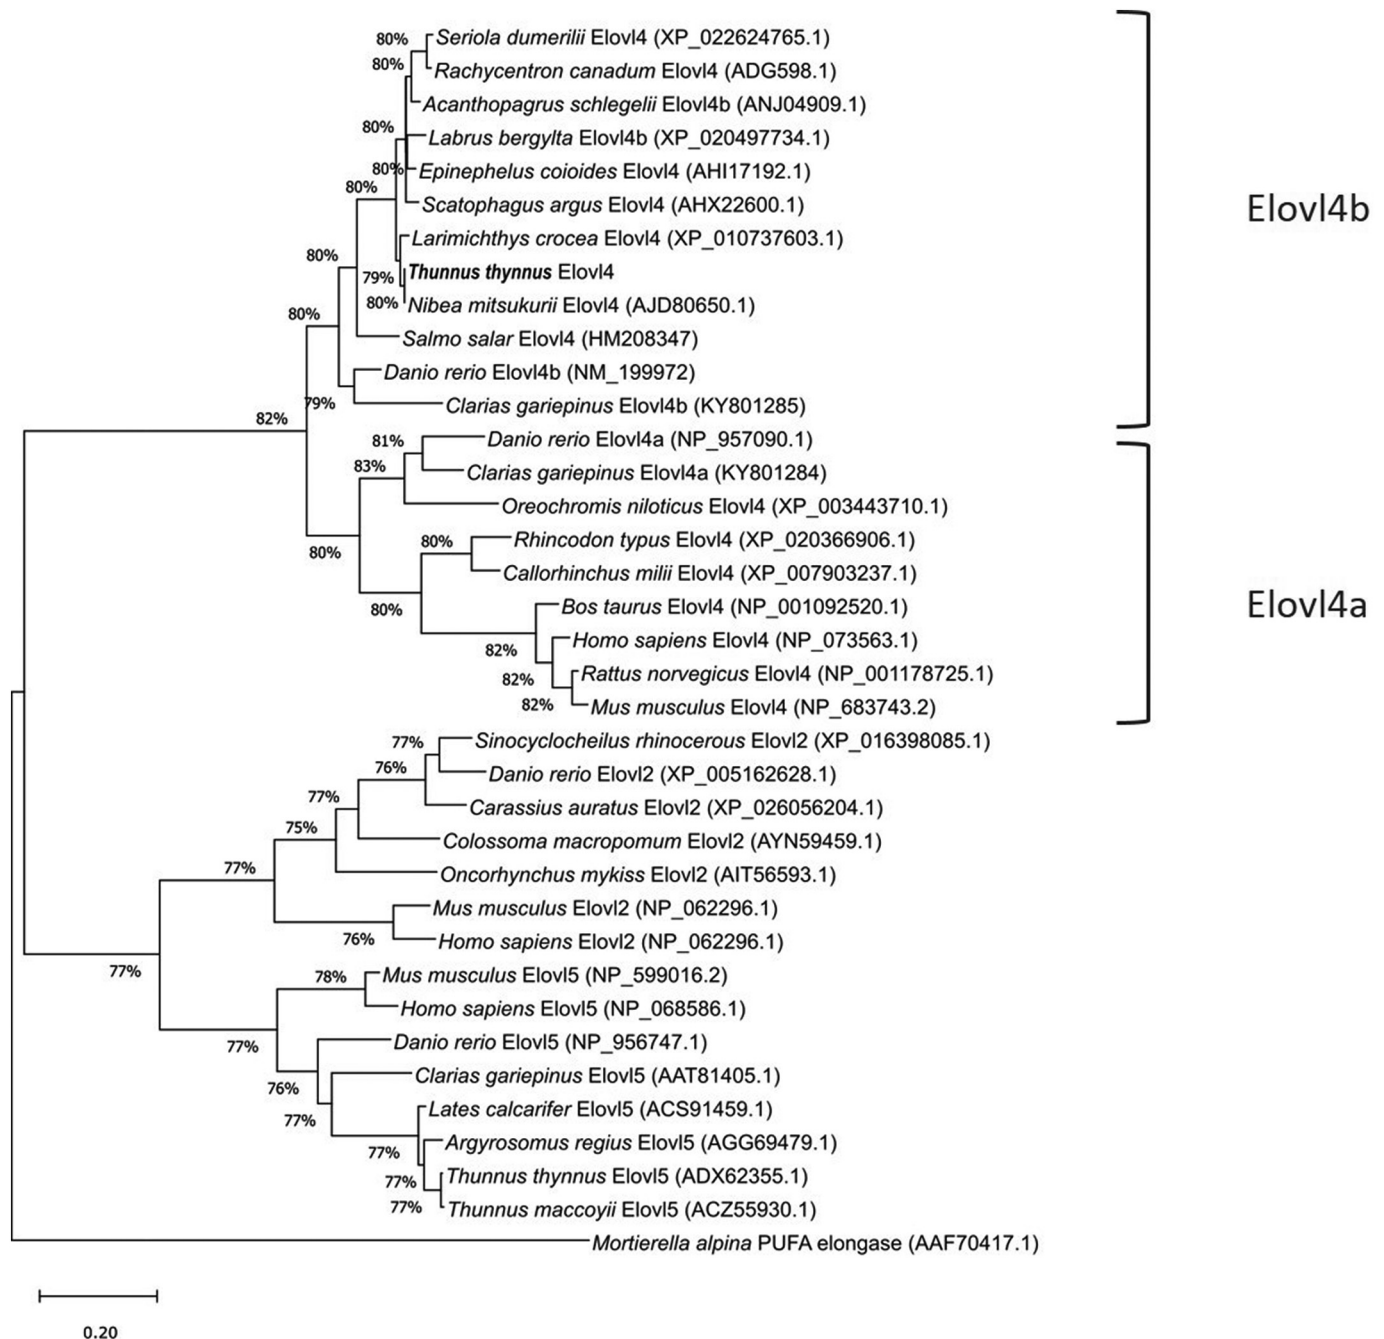 80% Seriola dumerilii Elovl4 (XP_022624765.1)
80% Rachycentron canadum Elovl4 (ADG598.1)
Acanthopagrus schlegelii Elovl4b (ANJ04909.1)
80% Labrus bergylta Elovl4b (XP_020497734.1)
80% Epinephelus coioides Elovl4 (AHI17192.1)
80% Scatophagus argus Elovl4 (AHX22600.1)
Elovl4b
Larimichthys crocea Elovl4 (XP_010737603.1)
80% 79% Thunnus thynnus Elovl4
80% Nibea mitsukurii Elovl4 (AJD80650.1)
80% Salmo salar Elovl4 (HM208347)
Danio rerio Elovl4b (NM_199972)
79% Clarias gariepinus Elovl4b (KY801285)
82%
81% Danio rerio Elovl4a (NP_957090.1)
83% Clarias gariepinus Elovl4a (KY801284)
Oreochromis niloticus Elovl4 (XP_003443710.1)
80% 80% Rhincodon typus Elovl4 (XP_020366906.1)
Callorhinchus milii Elovl4 (XP_007903237.1)
80% Bos taurus Elovl4 (NP_001092520.1)
Elovl4a
82% Homo sapiens Elovl4 (NP_073563.1)
82% Rattus norvegicus Elovl4 (NP_001178725.1)
82% Mus musculus Elovl4 (NP_683743.2)
77% Sinocyclocheilus rhinocerous Elovl2 (XP_016398085.1)
76% Danio rerio Elovl2 (XP_005162628.1)
77% Carassius auratus Elovl2 (XP_026056204.1)
75% Colossoma macropomum Elovl2 (AYN59459.1)
77% Oncorhynchus mykiss Elovl2 (AIT56593.1)
Mus musculus Elovl2 (NP_062296.1)
76% Homo sapiens Elovl2 (NP_062296.1)
77% 78% Mus musculus Elovl5 (NP_599016.2)
Homo sapiens Elovl5 (NP_068586.1)
77% Danio rerio Elovl5 (NP_956747.1)
76% Clarias gariepinus Elovl5 (AAT81405.1)
77% Lates calcarifer Elovl5 (ACS91459.1)
77% Argyrosomus regius Elovl5 (AGG69479.1)
77% Thunnus thynnus Elovl5 (ADX62355.1)
77% Thunnus maccoyii Elovl5 (ACZ55930.1)
Mortierella alpina PUFA elongase (AAF70417.1)
0.20